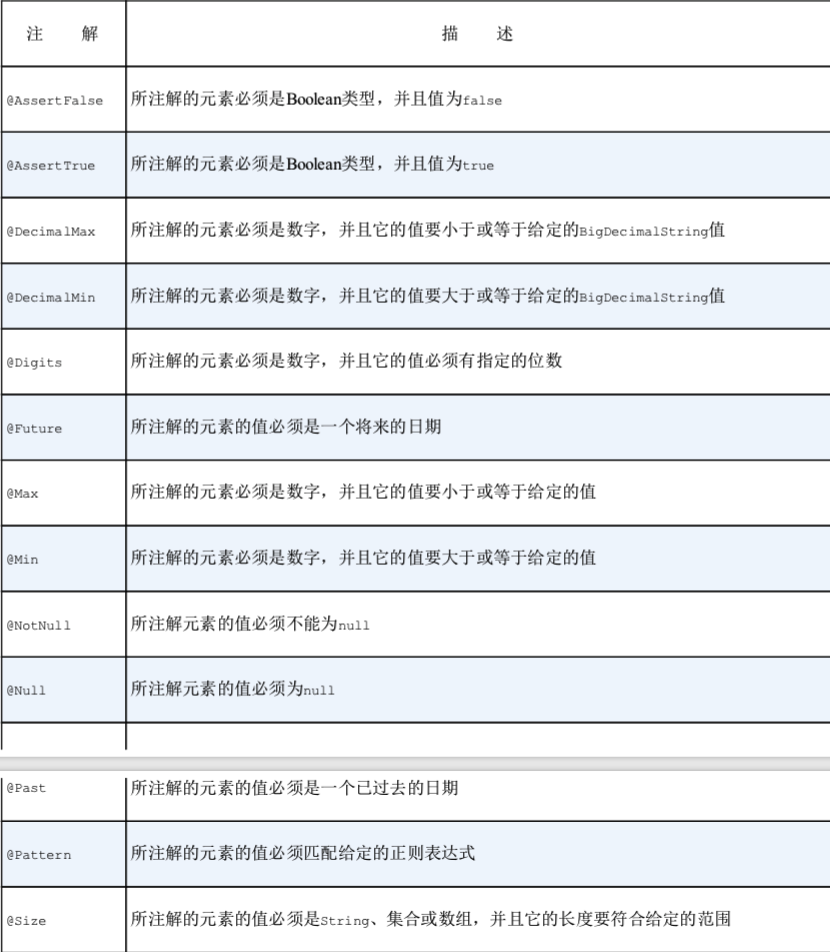 注 解 描 述
@AssertFalse 所注解的元素必须是Boolean类型，并且值为false
@AssertTrue 所注解的元素必须是Boolean类型，并且值为true
@DecimalMax 所注解的元素必须是数字，并且它的值要小于或等于给定的BigDecimalString值
@DecimalMin 所注解的元素必须是数字，并且它的值要大于或等于给定的BigDecimalString值
@Digits 所注解的元素必须是数字，并且它的值必须有指定的位数
@Future 所注解的元素的值必须是一个将来的日期
@Max 所注解的元素必须是数字，并且它的值要小于或等于给定的值
@Min 所注解的元素必须是数字，并且它的值要大于或等于给定的值
@NotNull 所注解元素的值必须不能为null
@Null 所注解元素的值必须为null
@Past 所注解的元素的值必须是一个已过去的日期
@Pattern 所注解的元素的值必须匹配给定的正则表达式
@Size 所注解的元素的值必须是String、集合或数组，并且它的长度要符合给定的范围